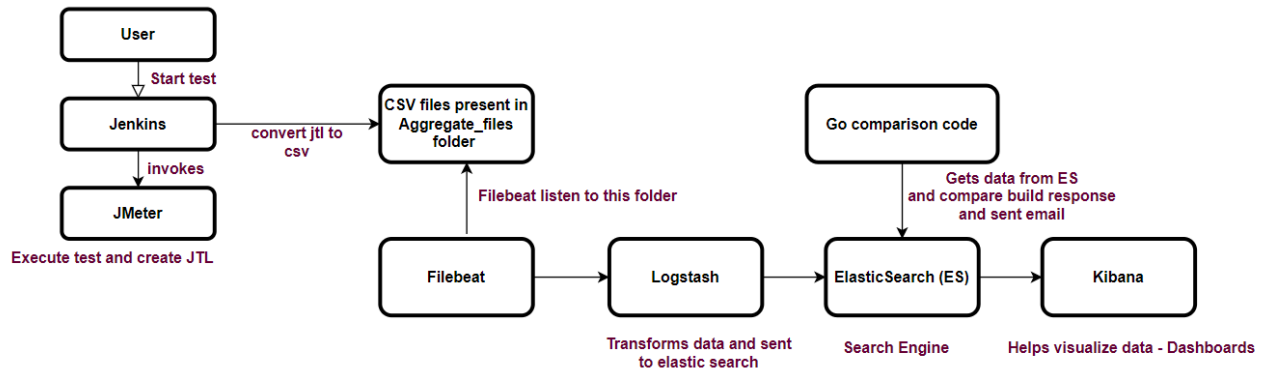 User
Start test
Jenkins
convert jtl to
csv
CSV files present in
Aggregate_files
folder
Go comparison code
invokes
JMeter
Execute test and create JTL
Filebeat listen to this folder
Gets data from ES
and compare build response
and sent email
Filebeat
Logstash
ElasticSearch (ES)
Kibana
Transforms data and sent
to elastic search
Search Engine
Helps visualize data - Dashboards